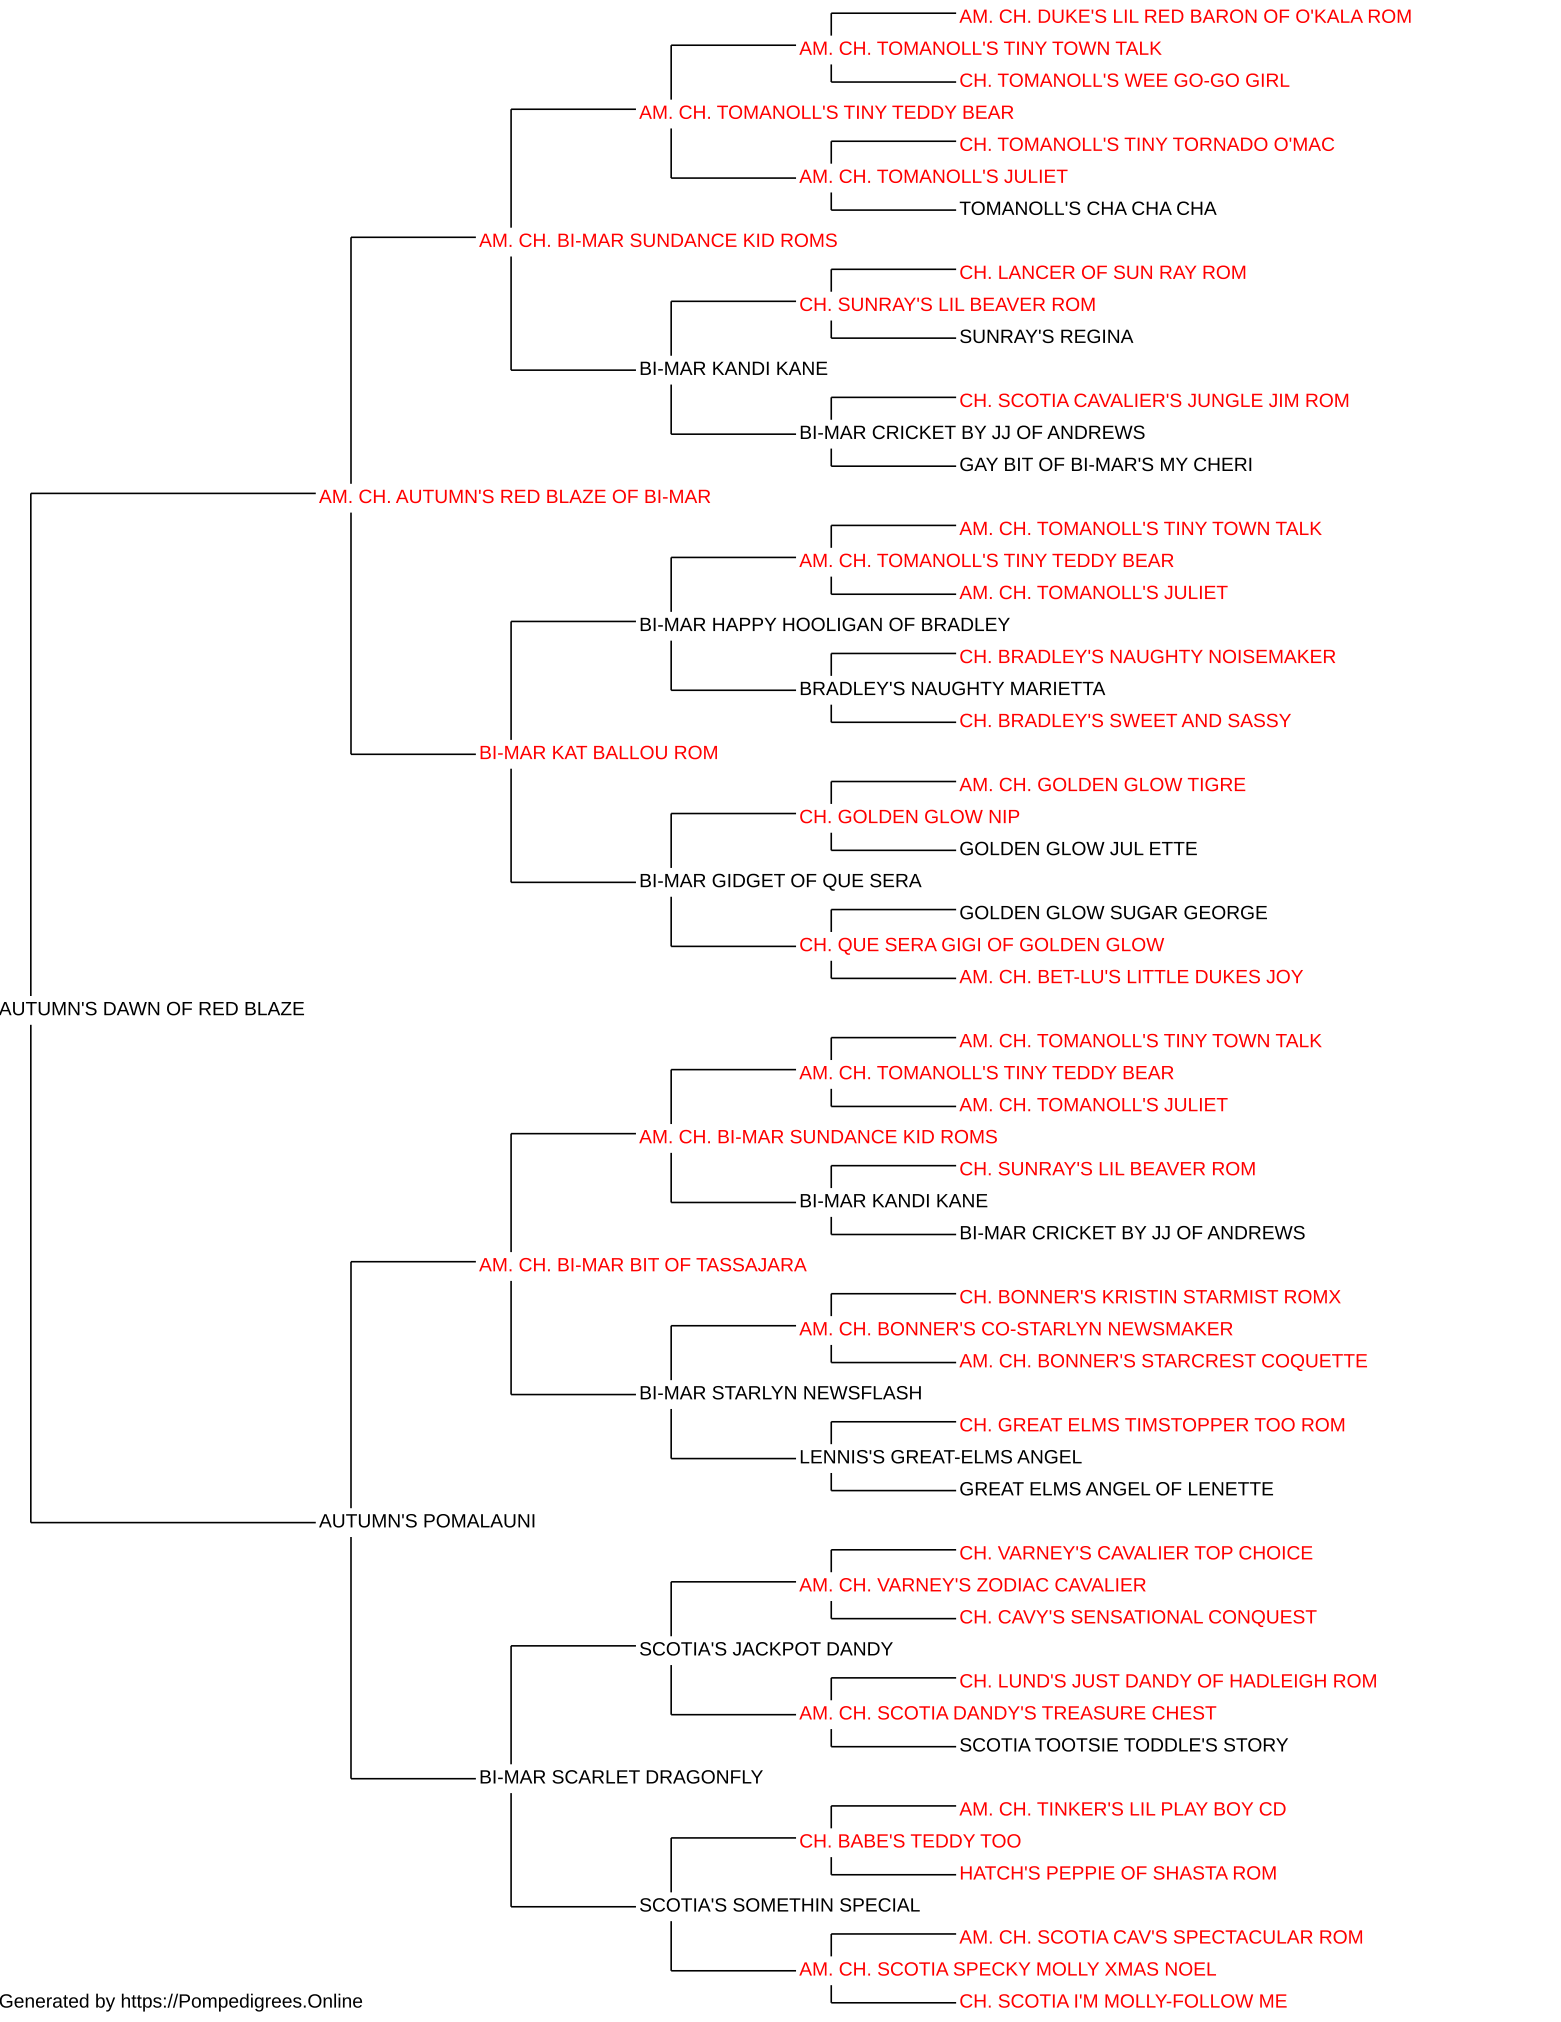 AM. CH. DUKE'S LIL RED BARON OF O'KALA ROM
AM. CH. TOMANOLL'S TINY TOWN TALK
CH. TOMANOLL'S WEE GO-GO GIRL
AM. CH. TOMANOLL'S TINY TEDDY BEAR
CH. TOMANOLL'S TINY TORNADO O'MAC
AM. CH. TOMANOLL'S JULIET
TOMANOLL'S CHA CHA CHA
AM. CH. BI-MAR SUNDANCE KID ROMS
CH. LANCER OF SUN RAY ROM
CH. SUNRAY'S LIL BEAVER ROM
SUNRAY'S REGINA
BI-MAR KANDI KANE
CH. SCOTIA CAVALIER'S JUNGLE JIM ROM
BI-MAR CRICKET BY JJ OF ANDREWS
GAY BIT OF BI-MAR'S MY CHERI
AM. CH. AUTUMN'S RED BLAZE OF BI-MAR
AM. CH. TOMANOLL'S TINY TOWN TALK
AM. CH. TOMANOLL'S TINY TEDDY BEAR
AM. CH. TOMANOLL'S JULIET
BI-MAR HAPPY HOOLIGAN OF BRADLEY
CH. BRADLEY'S NAUGHTY NOISEMAKER
BRADLEY'S NAUGHTY MARIETTA
CH. BRADLEY'S SWEET AND SASSY
BI-MAR KAT BALLOU ROM
AM. CH. GOLDEN GLOW TIGRE
CH. GOLDEN GLOW NIP
GOLDEN GLOW JUL ETTE
BI-MAR GIDGET OF QUE SERA
GOLDEN GLOW SUGAR GEORGE
CH. QUE SERA GIGI OF GOLDEN GLOW
AM. CH. BET-LU'S LITTLE DUKES JOY
AUTUMN'S DAWN OF RED BLAZE
AM. CH. TOMANOLL'S TINY TOWN TALK
AM. CH. TOMANOLL'S TINY TEDDY BEAR
AM. CH. TOMANOLL'S JULIET
AM. CH. BI-MAR SUNDANCE KID ROMS
CH. SUNRAY'S LIL BEAVER ROM
BI-MAR KANDI KANE
BI-MAR CRICKET BY JJ OF ANDREWS
AM. CH. BI-MAR BIT OF TASSAJARA
CH. BONNER'S KRISTIN STARMIST ROMX
AM. CH. BONNER'S CO-STARLYN NEWSMAKER
AM. CH. BONNER'S STARCREST COQUETTE
BI-MAR STARLYN NEWSFLASH
CH. GREAT ELMS TIMSTOPPER TOO ROM
LENNIS'S GREAT-ELMS ANGEL
GREAT ELMS ANGEL OF LENETTE
AUTUMN'S POMALAUNI
CH. VARNEY'S CAVALIER TOP CHOICE
AM. CH. VARNEY'S ZODIAC CAVALIER
CH. CAVY'S SENSATIONAL CONQUEST
SCOTIA'S JACKPOT DANDY
CH. LUND'S JUST DANDY OF HADLEIGH ROM
AM. CH. SCOTIA DANDY'S TREASURE CHEST
SCOTIA TOOTSIE TODDLE'S STORY
BI-MAR SCARLET DRAGONFLY
AM. CH. TINKER'S LIL PLAY BOY CD
CH. BABE'S TEDDY TOO
HATCH'S PEPPIE OF SHASTA ROM
SCOTIA'S SOMETHIN SPECIAL
AM. CH. SCOTIA CAV'S SPECTACULAR ROM
AM. CH. SCOTIA SPECKY MOLLY XMAS NOEL
CH. SCOTIA I'M MOLLY-FOLLOW ME
Generated by https://Pompedigrees.Online